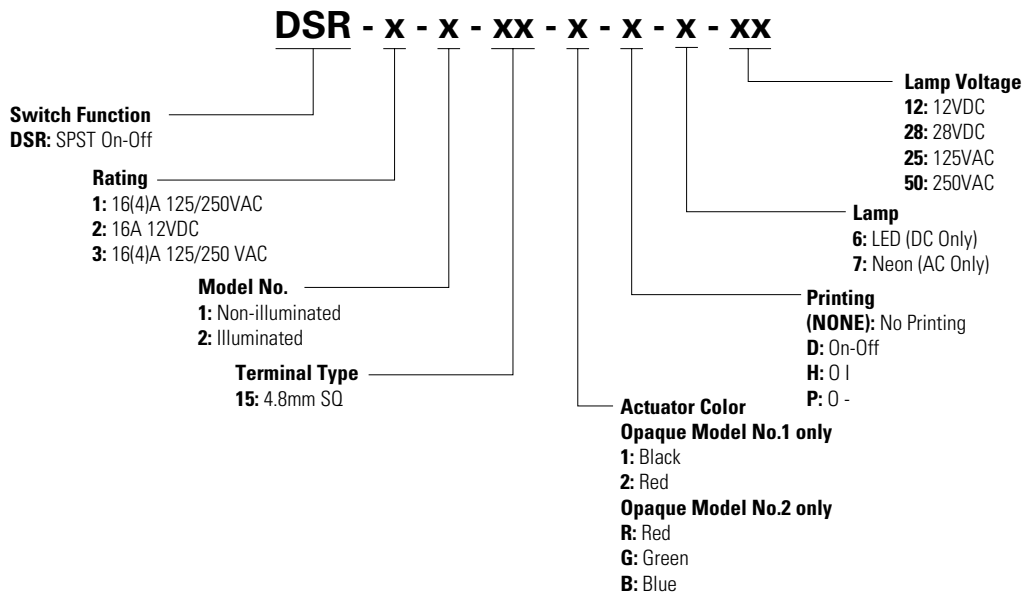 DSR - x - x - xx - x - x - x - xx
Switch Function
DSR: SPST On-Off
Rating
1: 16(4)A 125/250VAC
2: 16A 12VDC
3: 16(4)A 125/250 VAC
Model No.
1: Non-illuminated
2: Illuminated
Terminal Type
15: 4.8mm SQ
Actuator Color
Opaque Model No.1 only
1: Black
2: Red
Opaque Model No.2 only
R: Red
G: Green
B: Blue
Printing
(NONE): No Printing
D: On-Off
H: O I
P: O -
Lamp
6: LED (DC Only)
7: Neon (AC Only)
Lamp Voltage
12: 12VDC
28: 28VDC
25: 125VAC
50: 250VAC